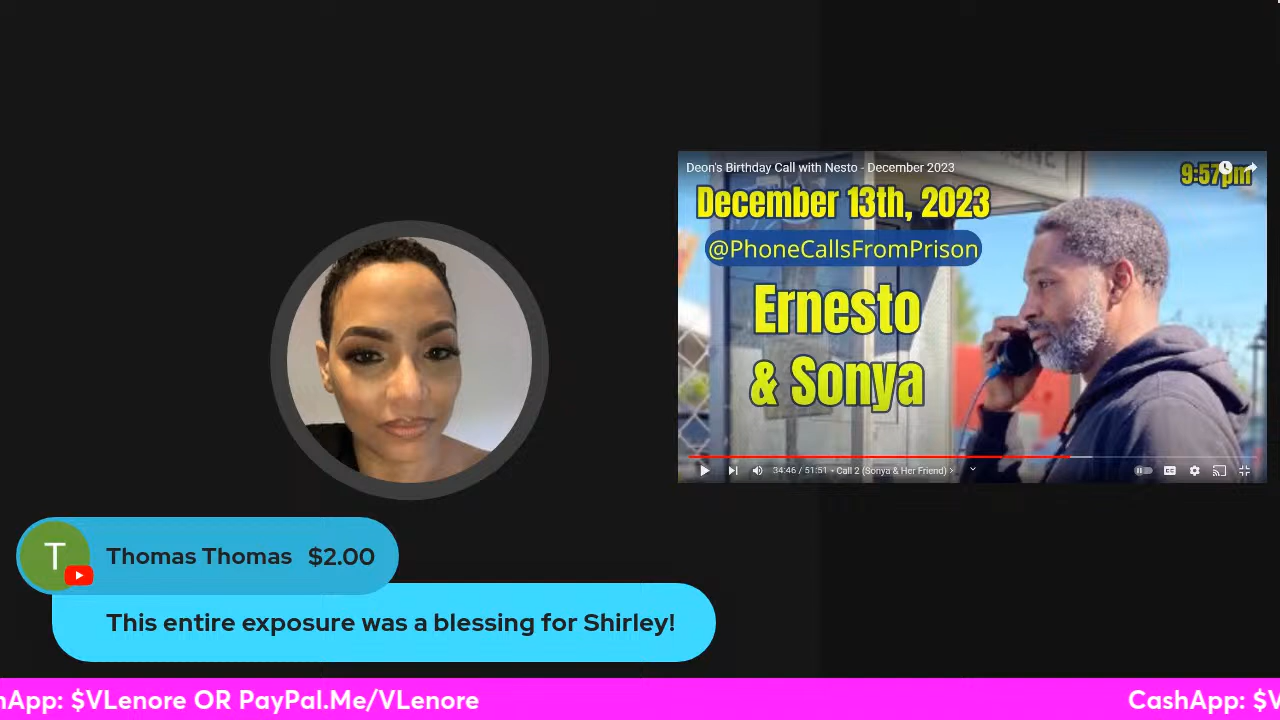 ONE
Deon's Birthday Call with Nesto - December 2023
9:57pm
December 13th, 2023
@PhoneCallsFromPrison
Ernesto
& Sonya
34:46 / 51:51 • Call 2 (Sonya & Her Friend) >
CC
T
Thomas Thomas $2.00
This entire exposure was a blessing for Shirley!
hApp: $VLenore OR PayPal.Me/VLenore
CashApp: $V